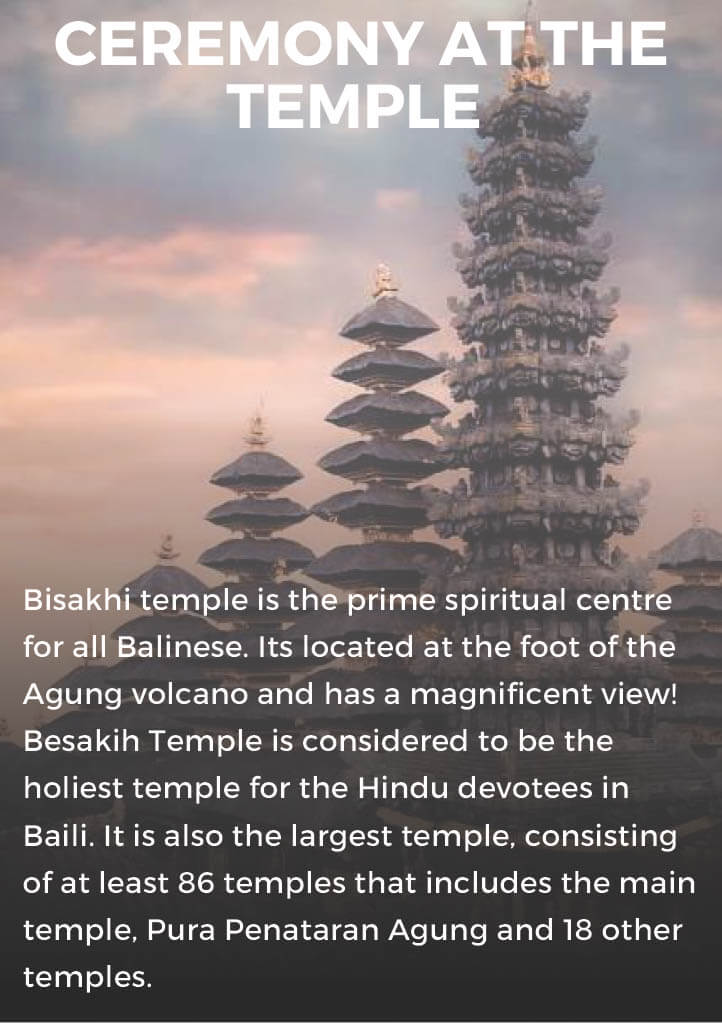 CEREMONY AT THE
TEMPLE
Bisakhi temple is the prime spiritual centre
for all Balinese. Its located at the foot of the
Agung volcano and has a magnificent view!
Besakih Temple is considered to be the
holiest temple for the Hindu devotees in
Baili. It is also the largest temple, consisting
of at least 86 temples that includes the main
temple, Pura Penataran Agung and 18 other
temples.